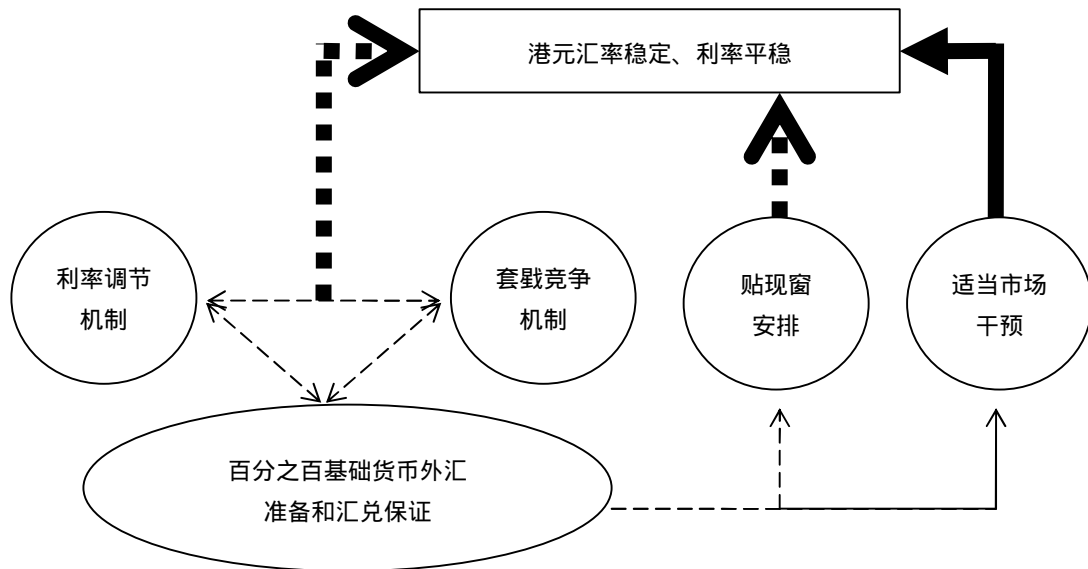 港元汇率稳定、利率平稳
利率调节
机制
套戥竞争
机制
贴现窗
安排
适当市场
干预
百分之百基础货币外汇
准备和汇兑保证